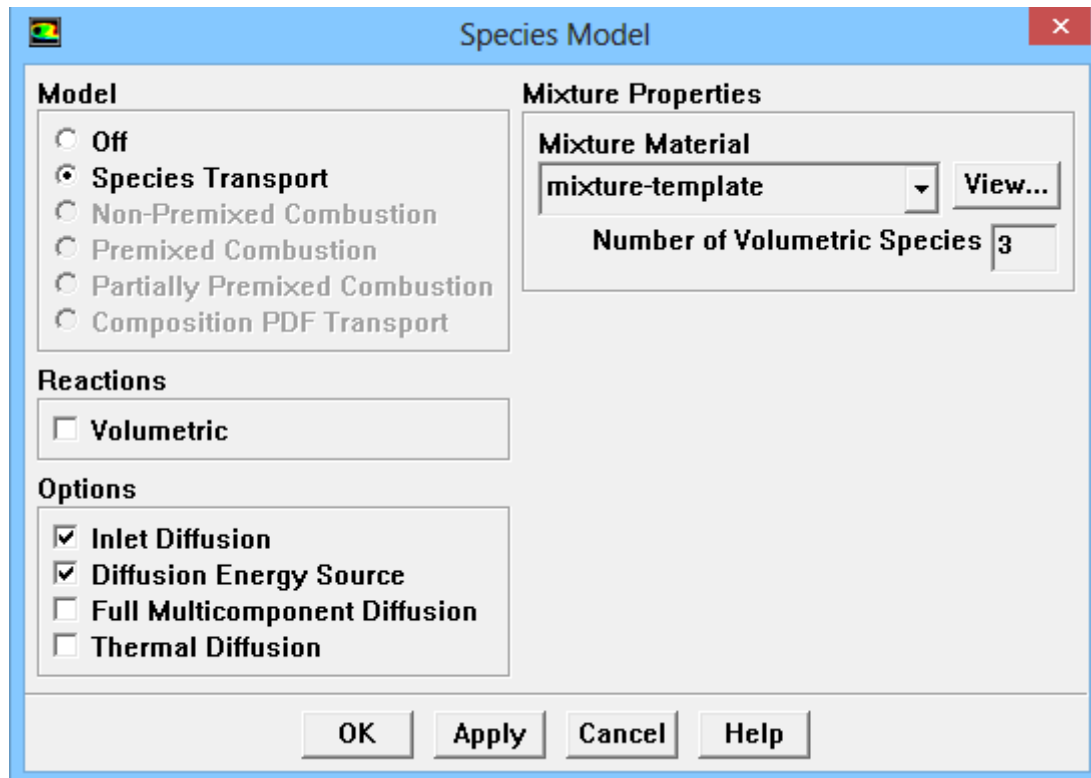 Species Model
Model
Off
Species Transport
Non-Premixed Combustion
Premixed Combustion
Partially Premixed Combustion
Composition PDF Transport
Reactions
Volumetric
Options
Inlet Diffusion
Diffusion Energy Source
Full Multicomponent Diffusion
Thermal Diffusion
Mixture Properties
Mixture Material
mixture-template View...
Number of Volumetric Species 3
OK Apply Cancel Help